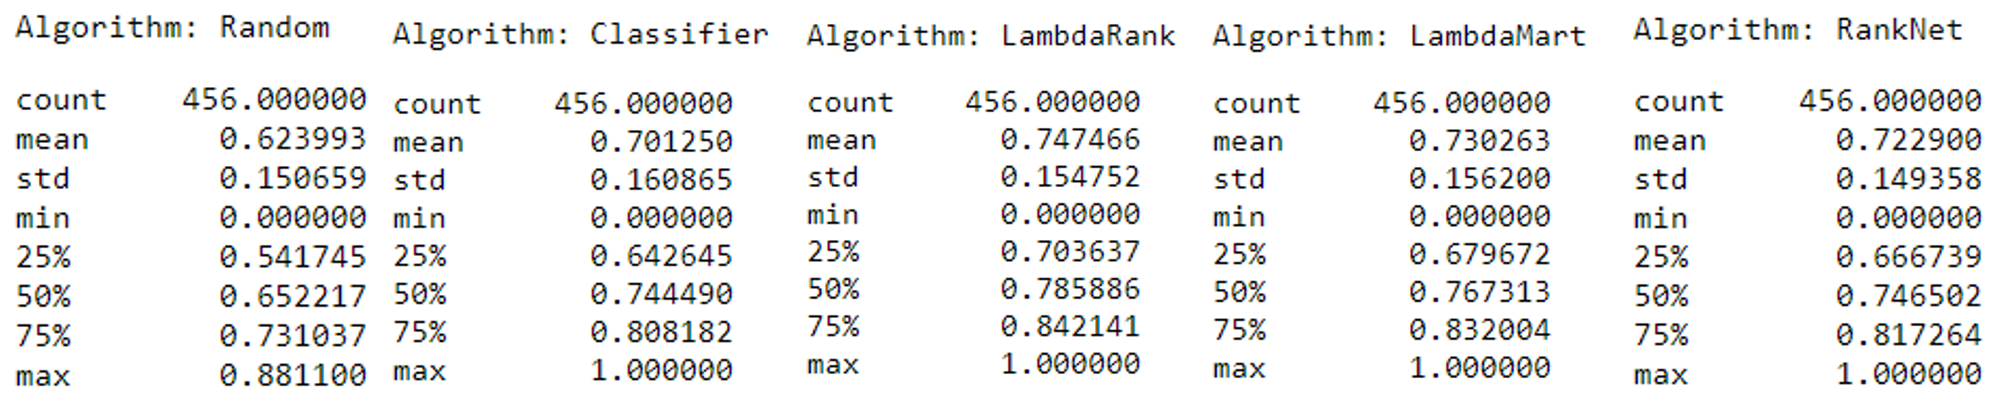 Algorithm: Random
count 456.000000
mean 0.623993
std 0.150659
min 0.000000
25% 0.541745
50% 0.652217
75% 0.731037
max 0.881100
Algorithm: Classifier
count 456.000000
mean 0.701250
std 0.160865
min 0.000000
25% 0.642645
50% 0.744490
75% 0.808182
max 1.000000
Algorithm: LambdaRank
count 456.000000
mean 0.747466
std 0.154752
min 0.000000
25% 0.703637
50% 0.785886
75% 0.842141
max 1.000000
Algorithm: LambdaMart
count 456.000000
mean 0.730263
std 0.156200
min 0.000000
25% 0.679672
50% 0.767313
75% 0.832004
max 1.000000
Algorithm: RankNet
count 456.000000
mean 0.722900
std 0.149358
min 0.000000
25% 0.666739
50% 0.746502
75% 0.817264
max 1.000000